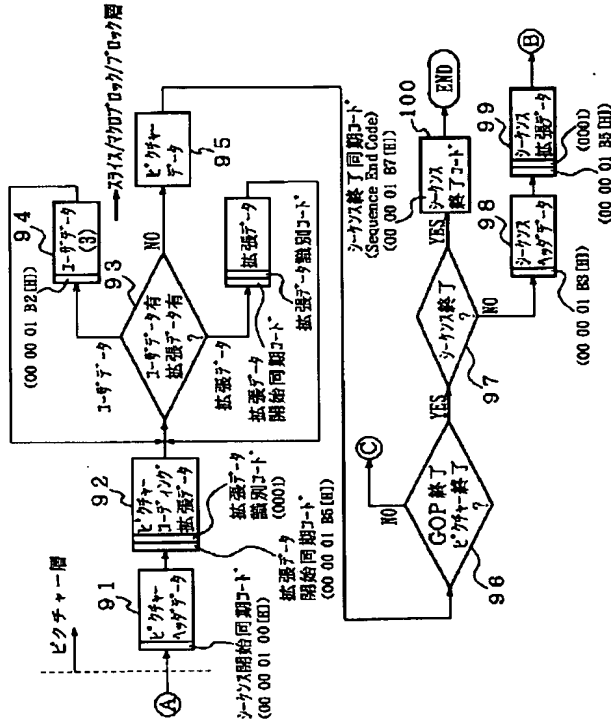 ピクチャー層
Ⓐ
シーケンス開始同期コード
(00 00 01 00[H])
91
ピクチャー
ヘッダデータ
92
ピクチャー
コーディング
拡張データ
拡張データ
識別コード
(0001)
拡張データ
開始同期コード
(00 00 01 B5[H])
(00 00 01 B2[H])
94
ユーザデータ
(3)
93
ユーザデータ
ユーザデータ有
拡張データ有
?
拡張データ
拡張データ
拡張データ
開始同期コード
拡張データ識別コード
NO
スライス/マクロブロック/ブロック層
ピクチャー
データ
95
GOP終了
ピクチャー終了
?
96
NO
Ⓒ
YES
シーケンス終了
?
97
YES
シーケンス終了同期コード
(Sequence End Code)
(00 00 01 B7[H])
100
シーケンス
終了コード
END
NO
98
シーケンス
ヘッダデータ
(00 00 01 B3[H])
99
シーケンス
拡張データ
(0001)
(00 00 01 B5[H])
Ⓑ